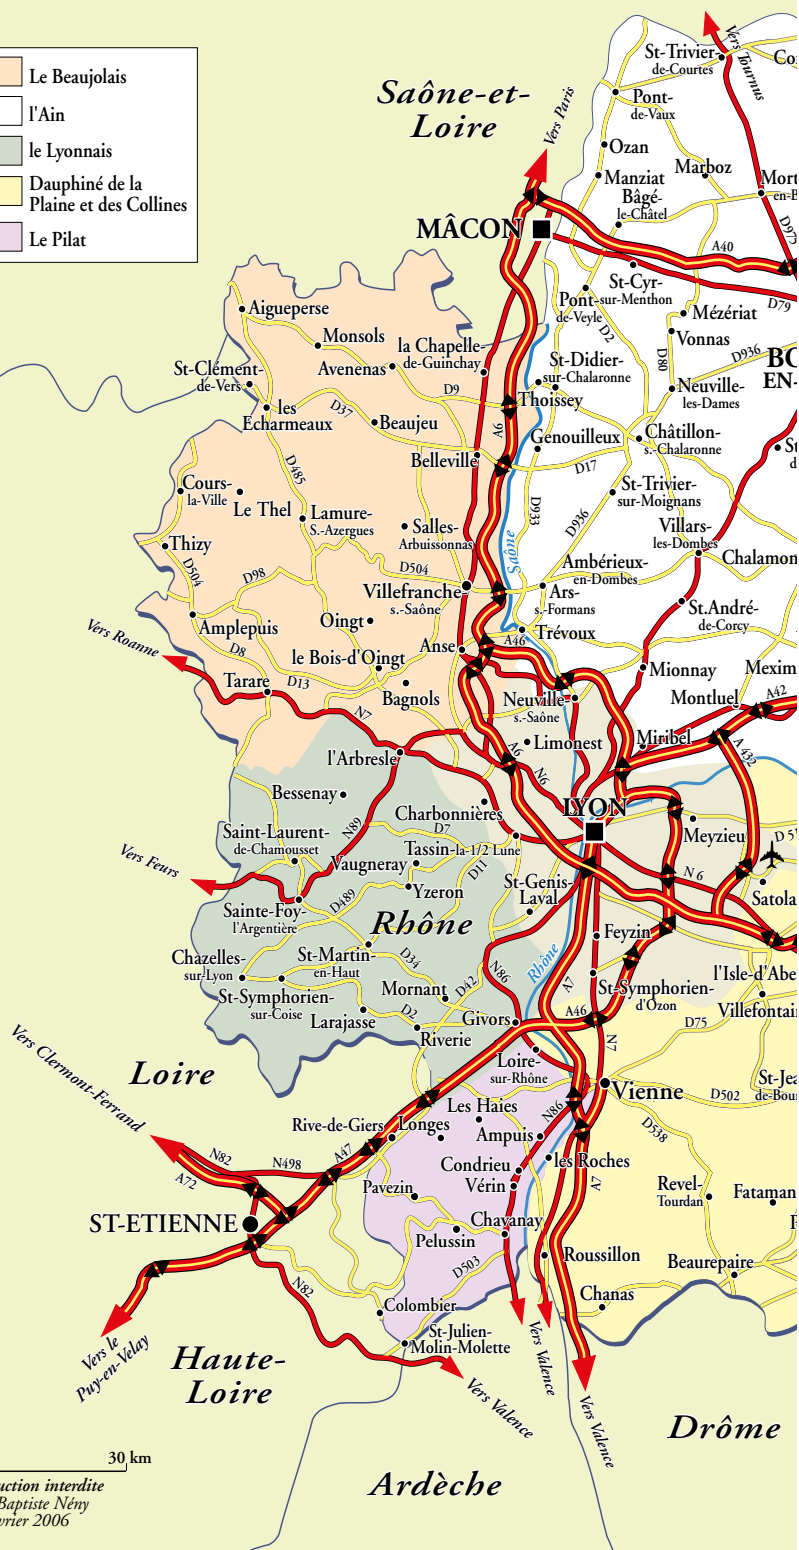 Le Beaujolais
l'Ain
le Lyonnais
Dauphiné de la
Plaine et des Collines
Le Pilat
Saône-et-
Loire
Vers Paris
Vers Tournus
St-Trivier-
de-Courtes
Pont-
de-Vaux
Ozan
Manziat
Marboz
Bâgé-
le-Châtel
MÂCON
A40
St-Cyr-
sur-Menthon
D79
Pont-
de-Veyle
D2
Mézériat
Vonnas
D80
D936
Aigueperse
Monsols
la Chapelle-
de-Guinchay
Avenenas
St-Clément-
de-Vers
D9
les
Echarmeaux
D37
Beaujeu
St-Didier-
sur-Chalaronne
Thoissey
Neuville-
les-Dames
A6
Genouilleux
Châtillon-
s.-Chalaronne
Belleville
D17
D485
Cours-
la-Ville
Le Thel
Lamure-
S.-Azergues
Salles-
Arbuissonnas
D933
D936
St-Trivier-
sur-Moignans
Villars-
les-Dombes
Saône
Thizy
D504
D98
D504
Villefranche-
s.-Saône
Ambérieux-
en-Dombes
Ars-
s.-Formans
Amplepuis
Oingt
St.André-
de-Corcy
Trévoux
A46
Anse
Vers Roanne
D8
le Bois-d'Oingt
D13
Tarare
Bagnols
N7
Mionnay
Montluel
A42
Neuville-
s.-Saône
Limonest
Miribel
A 432
A6
N6
l'Arbresle
Bessenay
LYON
Charbonnières
N89
D7
Saint-Laurent-
de-Chamousset
Tassin-la-1/2 Lune
Meyzieu
Vers Feurs
Vaugneray
D11
Yzeron
St-Genis-
Laval
N 6
D489
Sainte-Foy-
l'Argentière
Rhône
Feyzin
Rhône
Chazelles-
sur-Lyon
St-Martin-
en-Haut
D34
N86
D42
A7
St-Symphorien-
d'Ozon
St-Symphorien-
sur-Coise
Mornant
Larajasse
D2
Riverie
Givors
A46
N7
D75
Loire
Vers Clermont-Ferrand
Loire-
sur-Rhône
Vienne
D502
Les Haies
N86
Rive-de-Giers
Longes
Ampuis
D538
N82
N498
A47
A72
Condrieu
Vérin
les Roches
A7
Pavezin
Revel-
Tourdan
ST-ETIENNE
Chavanay
Pelussin
D503
Roussillon
Beaurepaire
N82
Chanas
Colombier
St-Julien-
Molin-Molette
Vers le
Puy-en-Velay
Haute-
Loire
Vers Valence
Vers Valence
Vers Valence
Drôme
Ardèche
30 km